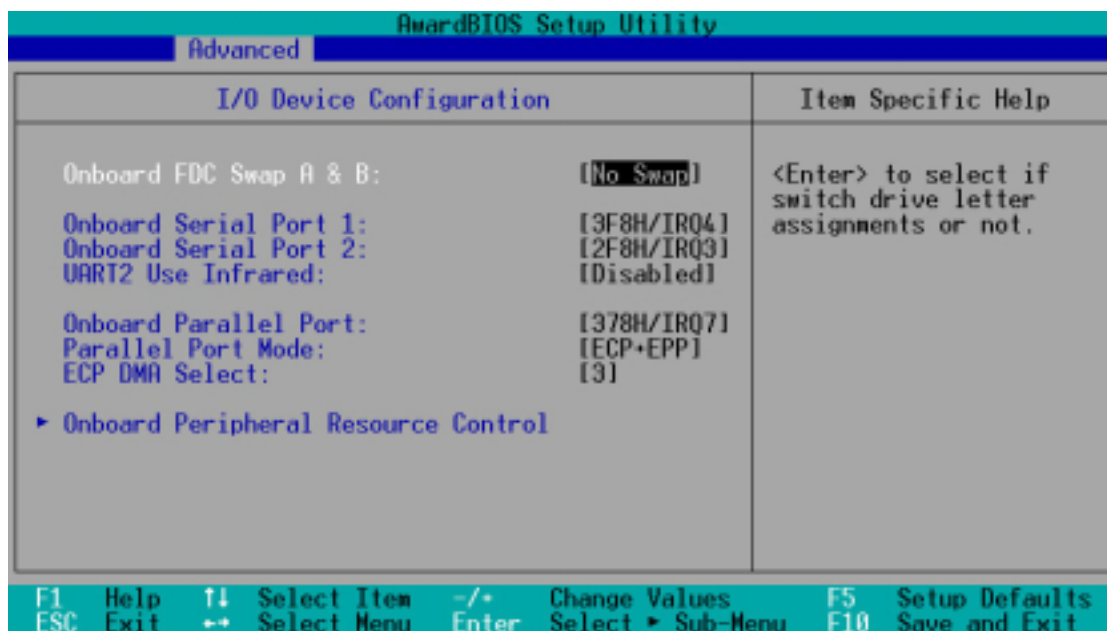 AwardBIOS Setup Utility
Advanced
I/O Device Configuration
Item Specific Help
Onboard FDC Swap A & B: [No Swap]
Onboard Serial Port 1: [3F8H/IRQ4]
Onboard Serial Port 2: [2F8H/IRQ3]
UART2 Use Infrared: [Disabled]
Onboard Parallel Port: [378H/IRQ7]
Parallel Port Mode: [ECP+EPP]
ECP DMA Select: [3]
▸ Onboard Peripheral Resource Control
<Enter> to select if
switch drive letter
assignments or not.
F1 Help ↑↓ Select Item -/+ Change Values F5 Setup Defaults
ESC Exit ←→ Select Menu Enter Select ▸ Sub-Menu F10 Save and Exit